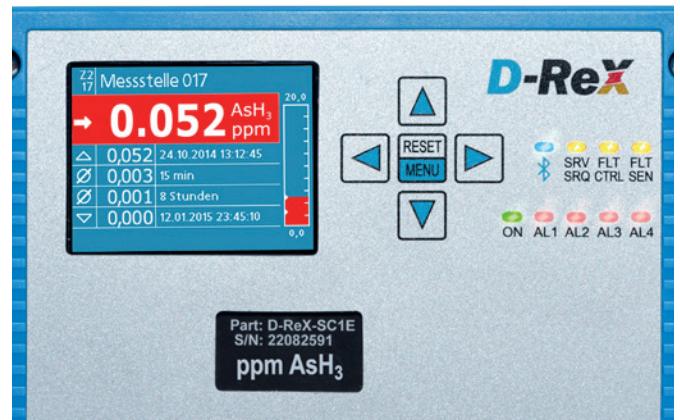 22
17
Messstelle 017
20,0
0.052 AsH₃
ppm
0,052 24.10.2014 13:12:45
0,003 15 min
0,001 8 Stunden
0,000 12.01.2015 23:45:10
0,0
RESET
MENU
D-ReX
SRV FLT FLT
SRQ CTRL SEN
ON AL1 AL2 AL3 AL4
Part: D-ReX-SC1E
S/N: 22082591
ppm AsH₃